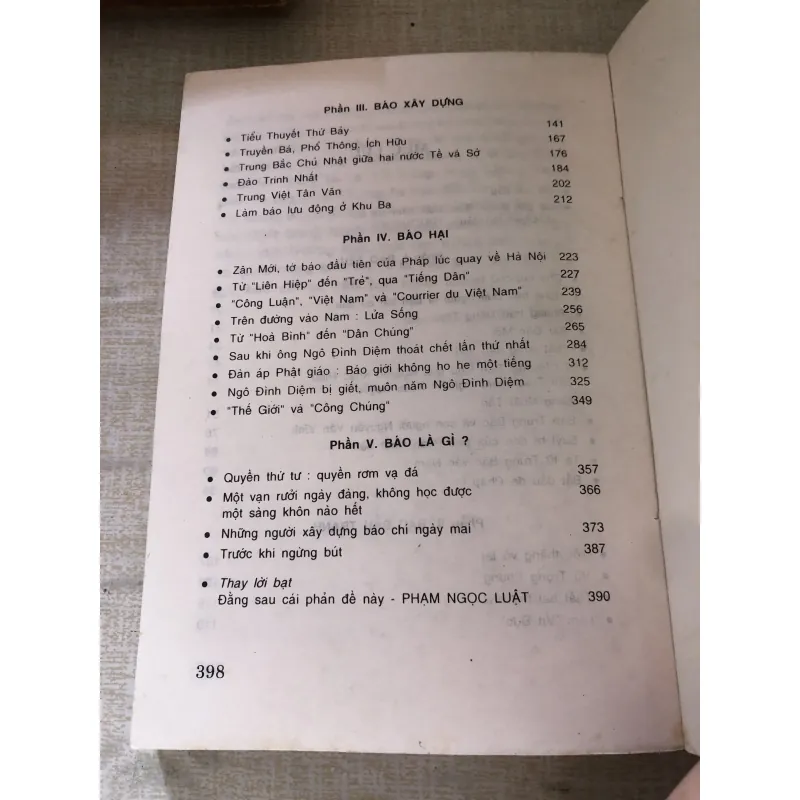 Phần III. BÁO XÂY DỰNG
• Tiểu Thuyết Thứ Bảy 141
• Truyền Bá, Phổ Thông, Ích Hữu 167
• Trung Bắc Chủ Nhật giữa hai nước Tề và Sở 176
• Đào Trinh Nhất 184
• Trung Việt Tân Văn 202
• Làm báo lưu động ở Khu Ba 212
Phần IV. BÁO HẠI
• Zân Mới, tờ báo đầu tiên của Pháp lúc quay về Hà Nội 223
• Từ "Liên Hiệp" đến "Trẻ", qua "Tiếng Dân" 227
• "Công Luận", "Việt Nam" và "Courrier du Việt Nam" 239
• Trên đường vào Nam : Lửa Sống 256
• Từ "Hoà Bình" đến "Dân Chúng" 265
• Sau khi ông Ngô Đình Diệm thoát chết lần thứ nhất 284
• Đàn áp Phật giáo : Báo giới không ho he một tiếng 312
• Ngô Đình Diệm bị giết, muôn năm Ngô Đình Diệm 325
• "Thế Giới" và "Công Chúng" 349
Phần V. BÁO LÀ GÌ ?
• Quyền thứ tư : quyền rơm vạ đá 357
• Một vạn rưởi ngày đàng, không học được 366
một sàng khôn nào hết
• Những người xây dựng báo chí ngày mai 373
• Trước khi ngừng bút 387
• Thay lời bạt
Đằng sau cái phản đề này - PHẠM NGỌC LUẬT 390
398